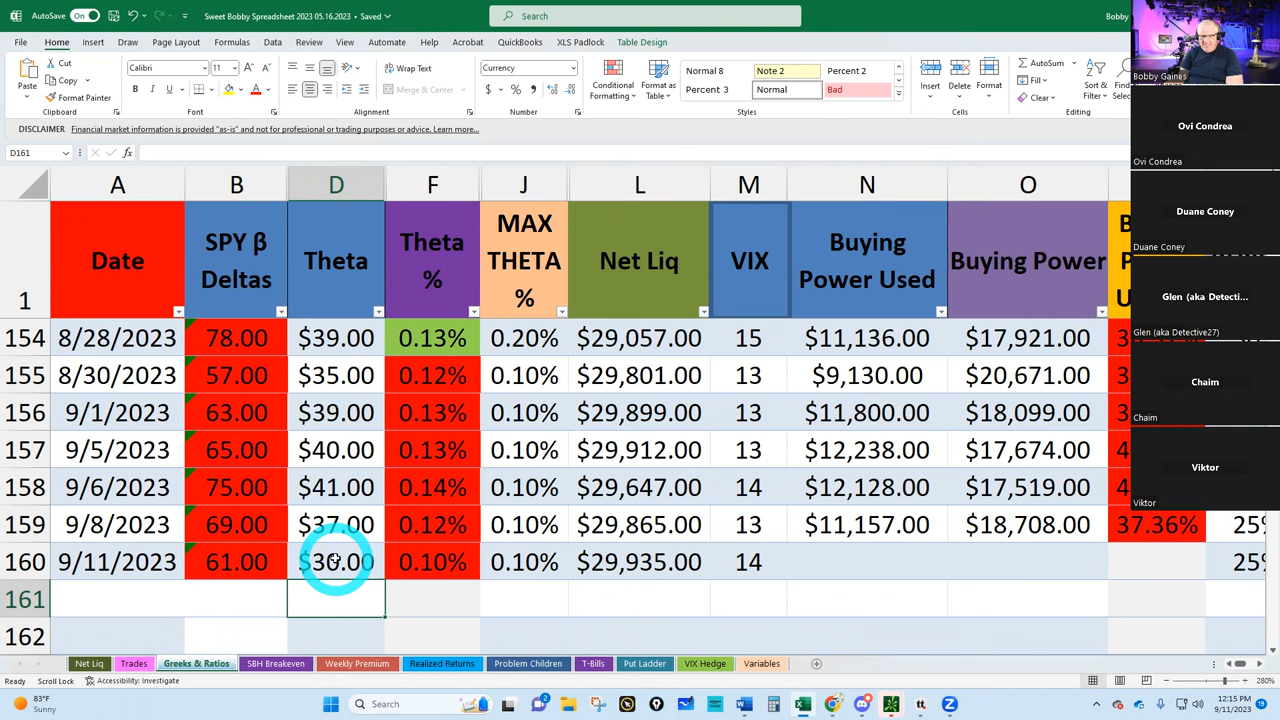 AutoSave On Sweet Bobby Spreadsheet 2023 05.16.2023 • Saved Search Bobby
File Home Insert Draw Page Layout Formulas Data Review View Automate Help Acrobat QuickBooks XLS Padlock Table Design
Paste Cut Copy Format Painter Clipboard
Calibri 11 B I U Font
Wrap Text Merge & Center Alignment
Currency $ % Number
Conditional Formatting Format as Table
Normal 8 Note 2 Percent 2
Percent 3 Normal Bad
Styles
Insert Delete Format Cells
AutoSum Fill Clear Sort & Filter Find & Editing
DISCLAIMER Financial market information is provided "as-is" and not for professional or trading purposes or advice. Learn more...
D161 fx
A B D F J L M N O
1 Date SPY β Deltas Theta Theta % MAX THETA % Net Liq VIX Buying Power Used Buying Power
154 8/28/2023 78.00 $39.00 0.13% 0.20% $29,057.00 15 $11,136.00 $17,921.00
155 8/30/2023 57.00 $35.00 0.12% 0.10% $29,801.00 13 $9,130.00 $20,671.00
156 9/1/2023 63.00 $39.00 0.13% 0.10% $29,899.00 13 $11,800.00 $18,099.00
157 9/5/2023 65.00 $40.00 0.13% 0.10% $29,912.00 13 $12,238.00 $17,674.00
158 9/6/2023 75.00 $41.00 0.14% 0.10% $29,647.00 14 $12,128.00 $17,519.00
159 9/8/2023 69.00 $37.00 0.12% 0.10% $29,865.00 13 $11,157.00 $18,708.00 37.36% 25%
160 9/11/2023 61.00 0.10% 0.10% $29,935.00 14 25%
161
162
Net Liq Trades Greeks & Ratios SBH Breakeven Weekly Premium Realized Returns Problem Children T-Bills Put Ladder VIX Hedge Variables
Ready Scroll Lock Accessibility: Investigate 280%
83°F
Sunny
Search
12:15 PM
9/11/2023
Bobby Gaines
Ovi Condrea
Ovi Condrea
Duane Coney
Duane Coney
Glen (aka Detecti...
Glen (aka Detective27)
Chaim
Chaim
Viktor
Viktor